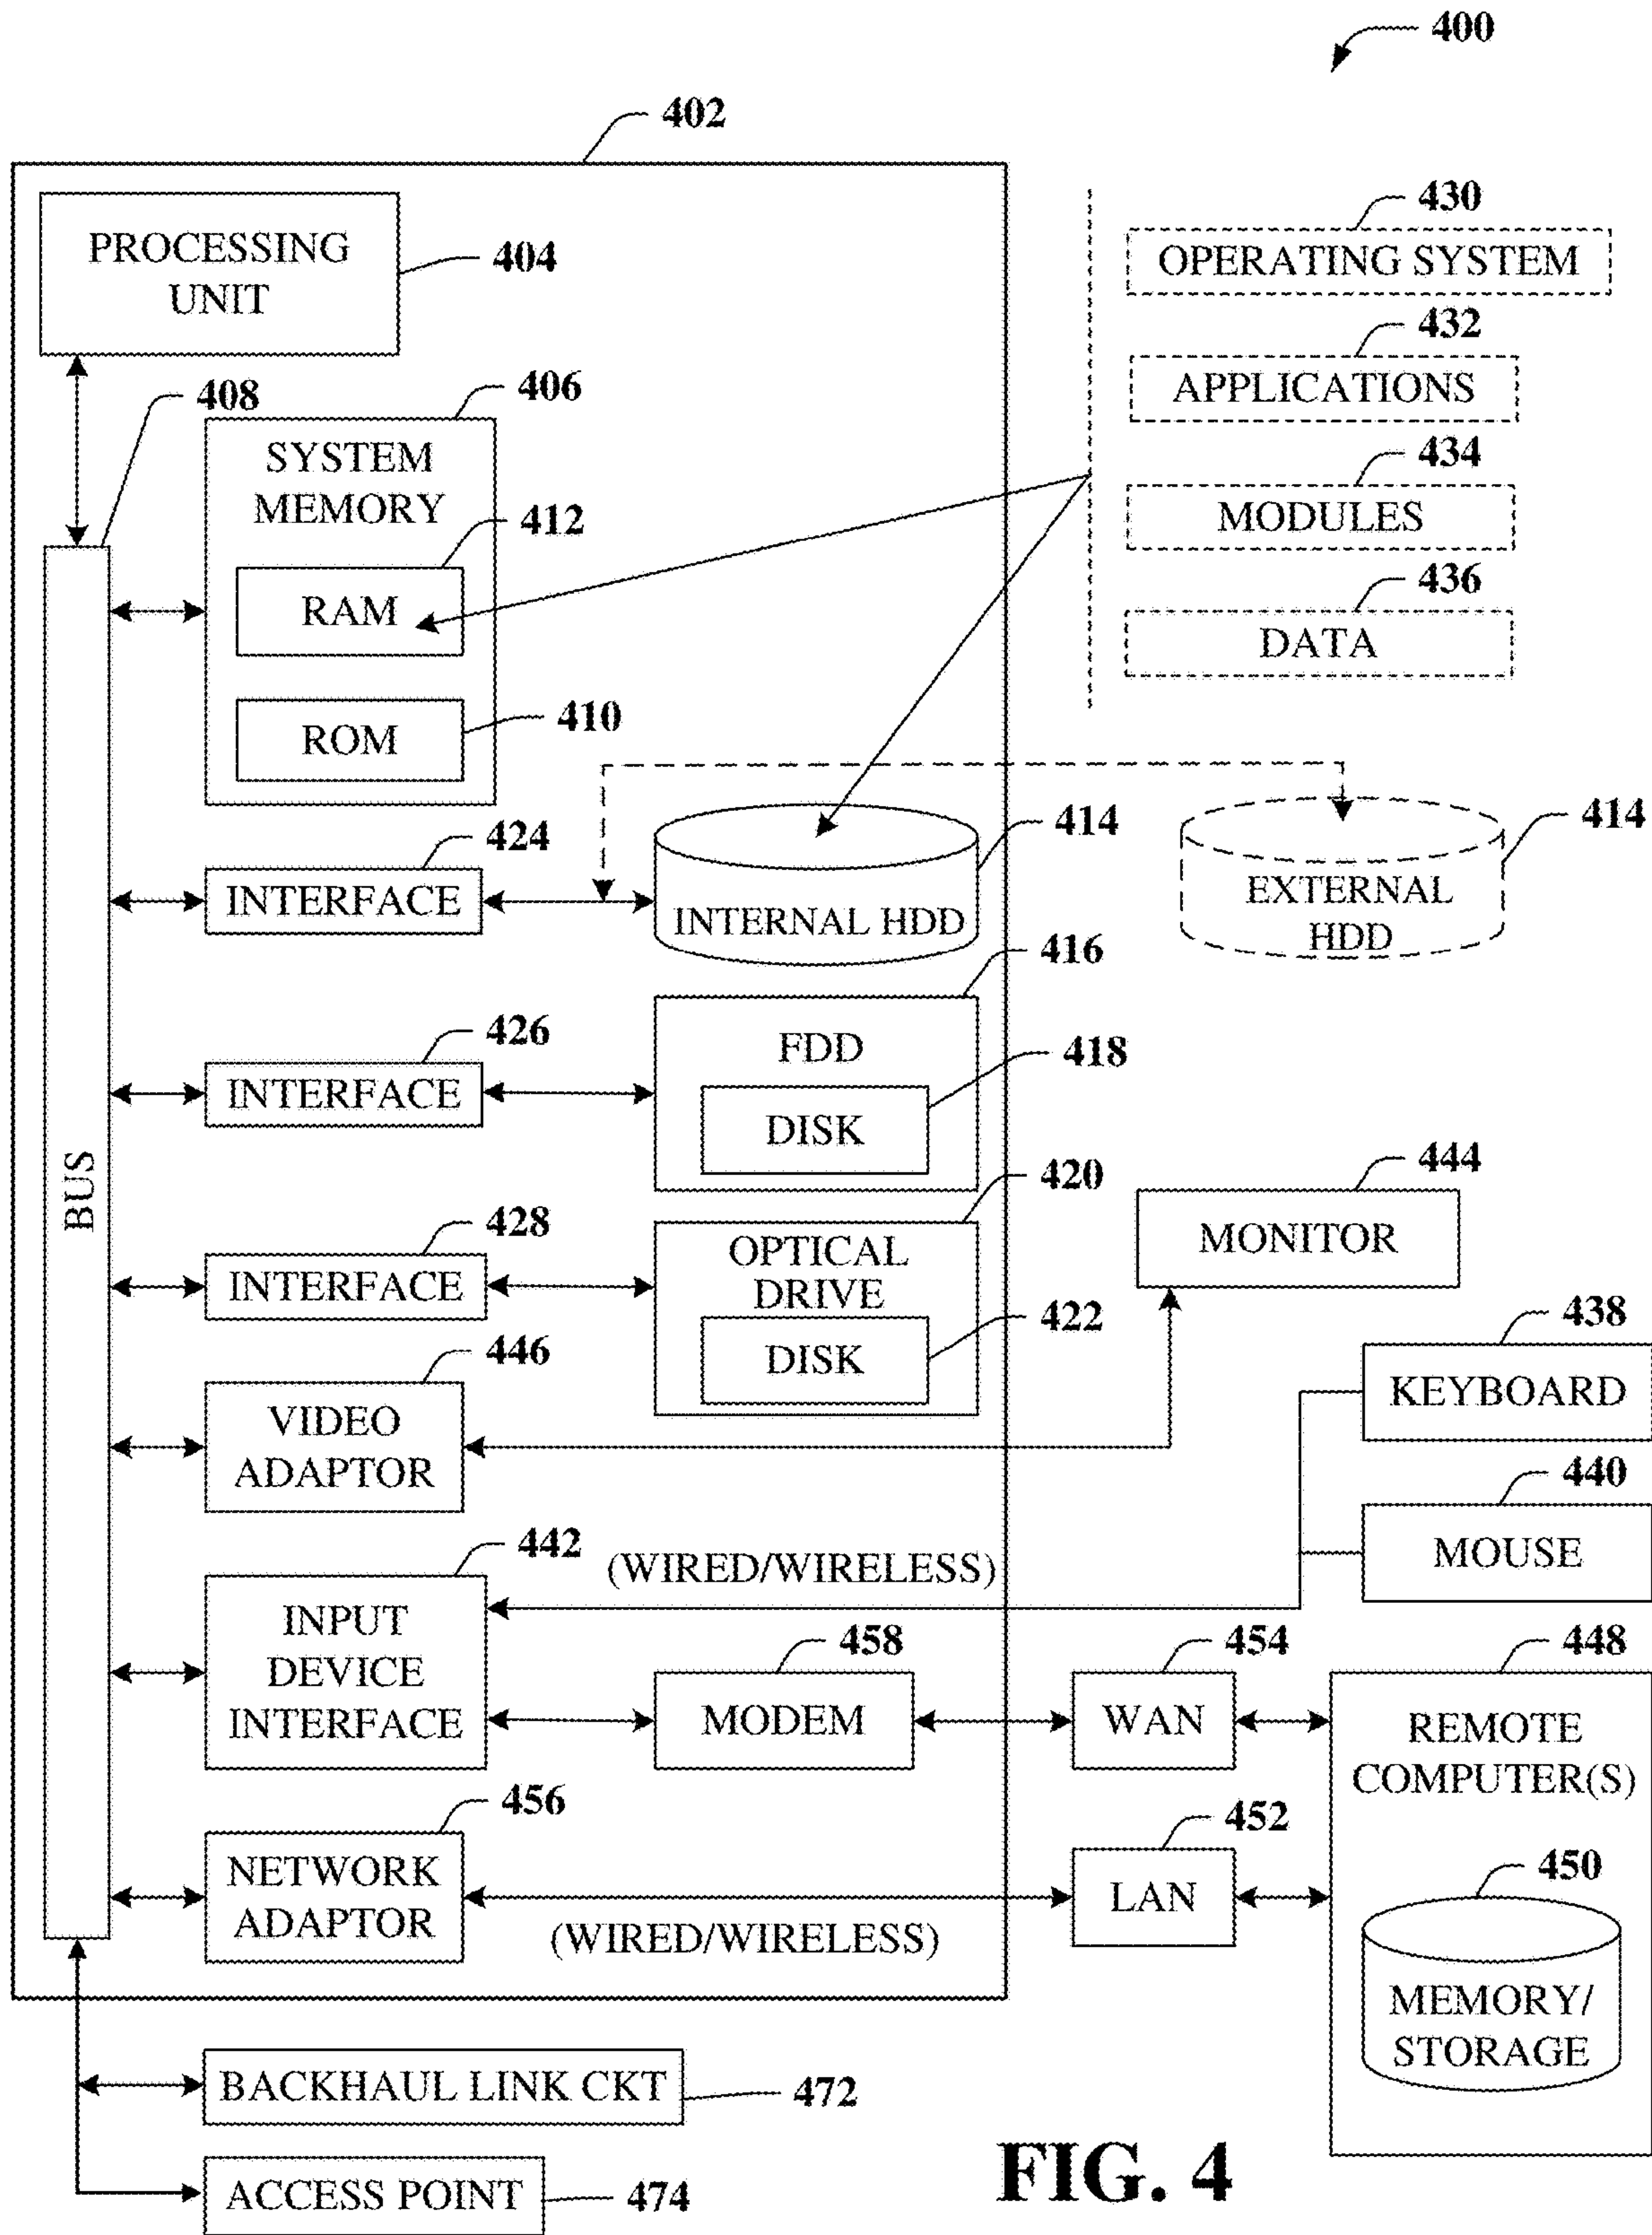 400
402
PROCESSING
UNIT
404
430
OPERATING SYSTEM
432
APPLICATIONS
434
MODULES
436
DATA
408
406
SYSTEM
MEMORY
412
RAM
410
ROM
424
INTERFACE
414
INTERNAL HDD
414
EXTERNAL
HDD
416
426
INTERFACE
FDD
418
DISK
BUS
420
428
INTERFACE
OPTICAL
DRIVE
422
DISK
444
MONITOR
438
KEYBOARD
446
VIDEO
ADAPTOR
440
MOUSE
442
(WIRED/WIRELESS)
INPUT
DEVICE
INTERFACE
458
MODEM
454
WAN
448
REMOTE
COMPUTER(S)
456
NETWORK
ADAPTOR
(WIRED/WIRELESS)
452
LAN
450
MEMORY/
STORAGE
BACKHAUL LINK CKT
472
ACCESS POINT
474
FIG. 4